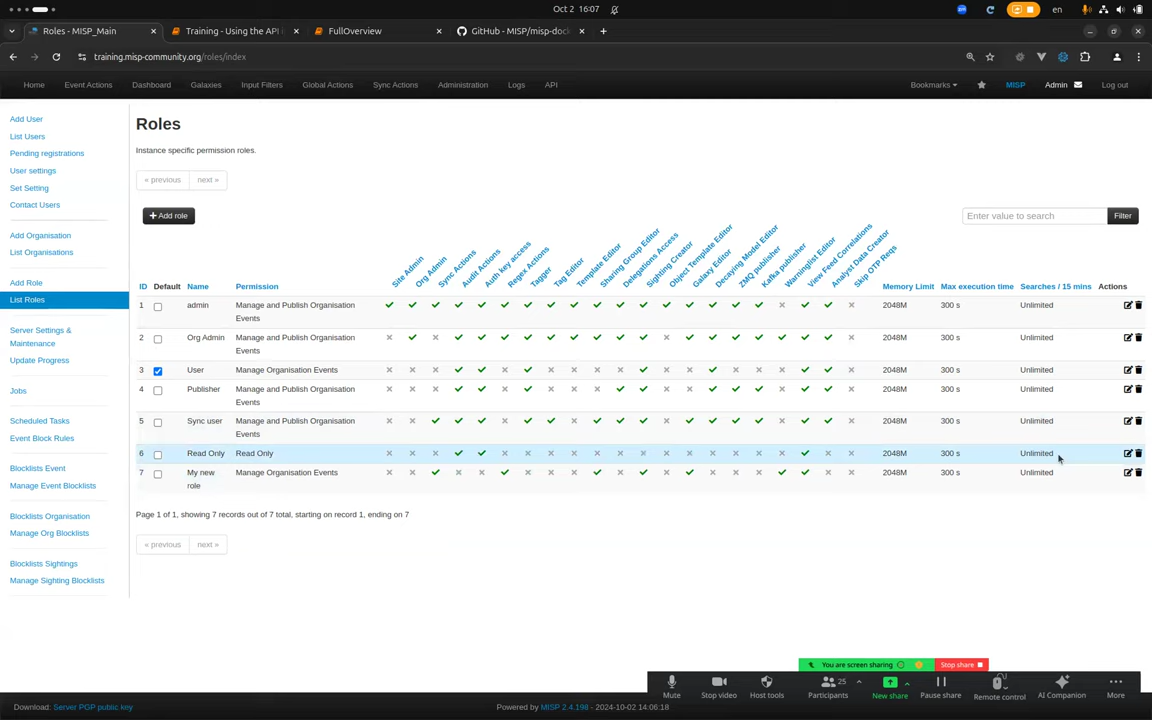 Oct 2 16:07
en
Roles - MISP_Main
Training - Using the API i
FullOverview
GitHub - MISP/misp-dock
training.misp-community.org/roles/index
Home
Event Actions
Dashboard
Galaxies
Input Filters
Global Actions
Sync Actions
Administration
Logs
API
Bookmarks
MISP
Admin
Log out
Add User
List Users
Pending registrations
User settings
Set Setting
Contact Users
Add Organisation
List Organisations
Add Role
List Roles
Server Settings &
Maintenance
Update Progress
Jobs
Scheduled Tasks
Event Block Rules
Blocklists Event
Manage Event Blocklists
Blocklists Organisation
Manage Org Blocklists
Blocklists Sightings
Manage Sighting Blocklists
Roles
Instance specific permission roles.
« previous
next »
+ Add role
Enter value to search
Filter
ID
Default
Name
Permission
Site Admin
Org Admin
Sync Actions
Audit Actions
Auth key access
Regex Actions
Tagger
Tag Editor
Template Editor
Sharing Group Editor
Delegations Access
Sighting Creator
Object Template Editor
Galaxy Editor
Decaying Model Editor
ZMQ publisher
Kafka publisher
Warninglist Editor
View Feed Correlations
Analyst Data Creator
Skip OTP Reqs
Memory Limit
Max execution time
Searches / 15 mins
Actions
1 admin Manage and Publish Organisation 2048M 300 s Unlimited
Events
2 Org Admin Manage and Publish Organisation 2048M 300 s Unlimited
Events
3 User Manage Organisation Events 2048M 300 s Unlimited
4 Publisher Manage and Publish Organisation 2048M 300 s Unlimited
Events
5 Sync user Manage and Publish Organisation 2048M 300 s Unlimited
Events
6 Read Only Read Only 2048M 300 s Unlimited
7 My new Manage Organisation Events 2048M 300 s Unlimited
role
Page 1 of 1, showing 7 records out of 7 total, starting on record 1, ending on 7
« previous
next »
You are screen sharing
Stop share
Mute
Stop video
Host tools
Participants
25
New share
Pause share
Remote control
AI Companion
More
Download: Server PGP public key
Powered by MISP 2.4.198 - 2024-10-02 14:06:18